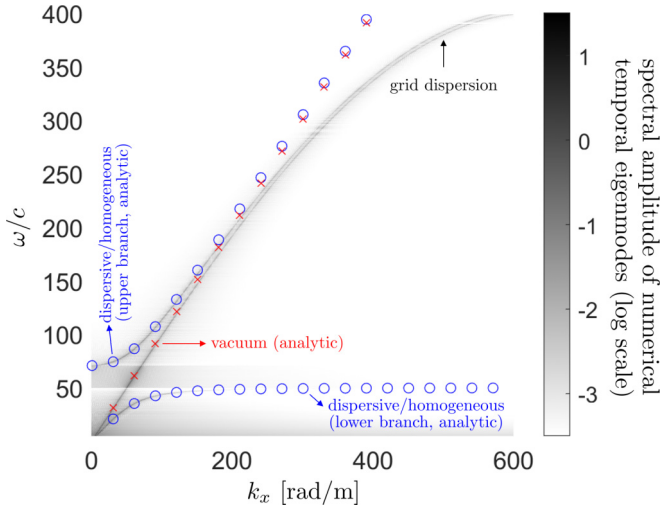 400
350
300
250
200
150
100
50
ω/c
0
200
400
600
k_x [rad/m]
grid dispersion
dispersive/homogeneous
(upper branch, analytic)
vacuum (analytic)
dispersive/homogeneous
(lower branch, analytic)
1
0
-1
-2
-3
spectral amplitude of numerical
temporal eigenmodes (log scale)